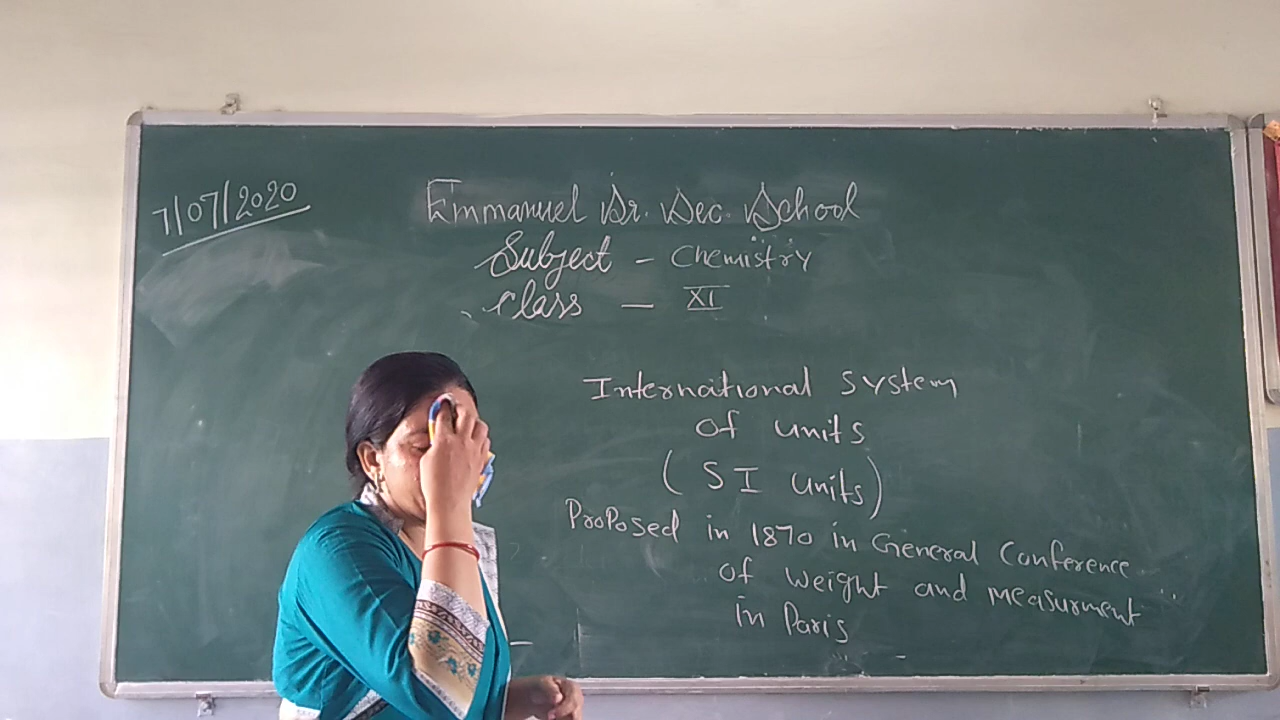 7/07/2020
Emmanuel Sr. Sec. School
Subject - Chemistry
Class - XI
International System
of units
(SI units)
Proposed in 1870 in General Conference
of weight and measurment
in Paris